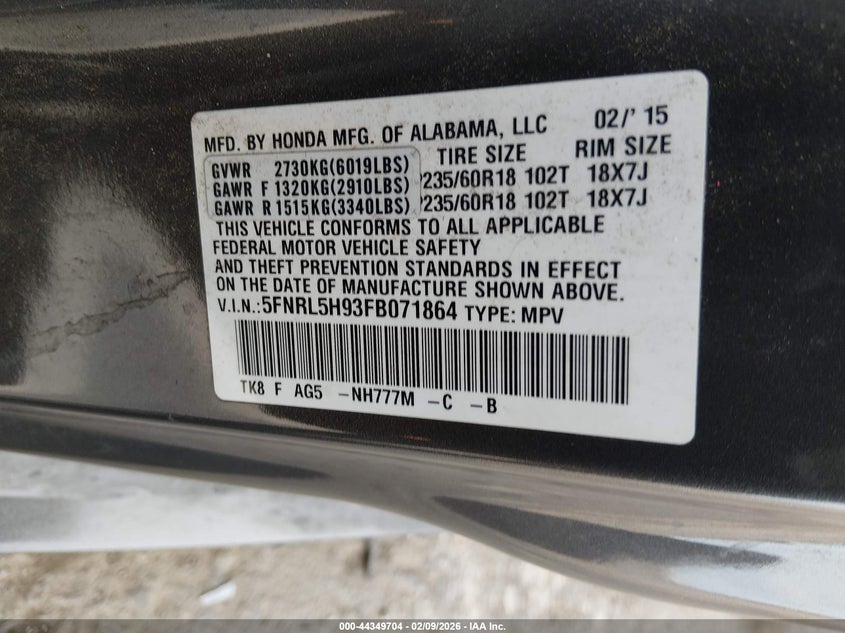 MFD. BY HONDA MFG. OF ALABAMA, LLC 02/'15
TIRE SIZE RIM SIZE
GVWR 2730KG(6019LBS)
GAWR F 1320KG(2910LBS) P235/60R18 102T 18X7J
GAWR R 1515KG(3340LBS) P235/60R18 102T 18X7J
THIS VEHICLE CONFORMS TO ALL APPLICABLE
FEDERAL MOTOR VEHICLE SAFETY
AND THEFT PREVENTION STANDARDS IN EFFECT
ON THE DATE OF MANUFACTURE SHOWN ABOVE.
V.I.N.:5FNRL5H93FB071864 TYPE: MPV
TK8 F AG5 -NH777M -C -B
000-44349704 | 02/09/2026 - IAA Inc.